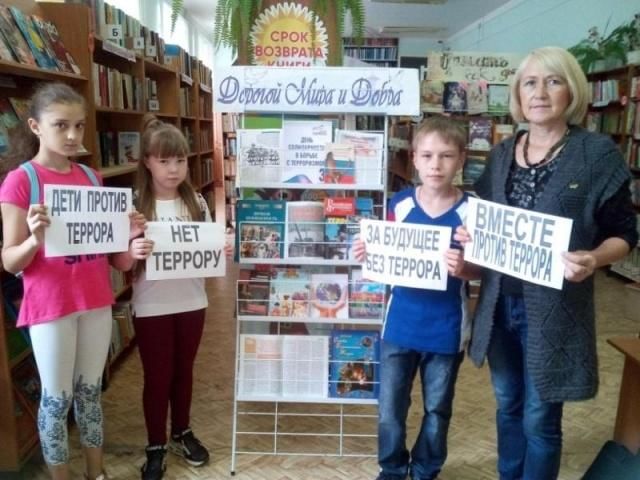 СРОК
ВОЗВРАТА
КНИГИ
Дорогой Мира и Добра
ДЕНЬ
СОЛИДАРНОСТИ
В БОРЬБЕ
С ТЕРРОРИЗМОМ
3
ДЕТИ ПРОТИВ
ТЕРРОРА
НЕТ
ТЕРРОРУ
ЗА БУДУЩЕЕ
БЕЗ ТЕРРОРА
ВМЕСТЕ
ПРОТИВ ТЕРРОРА
Б